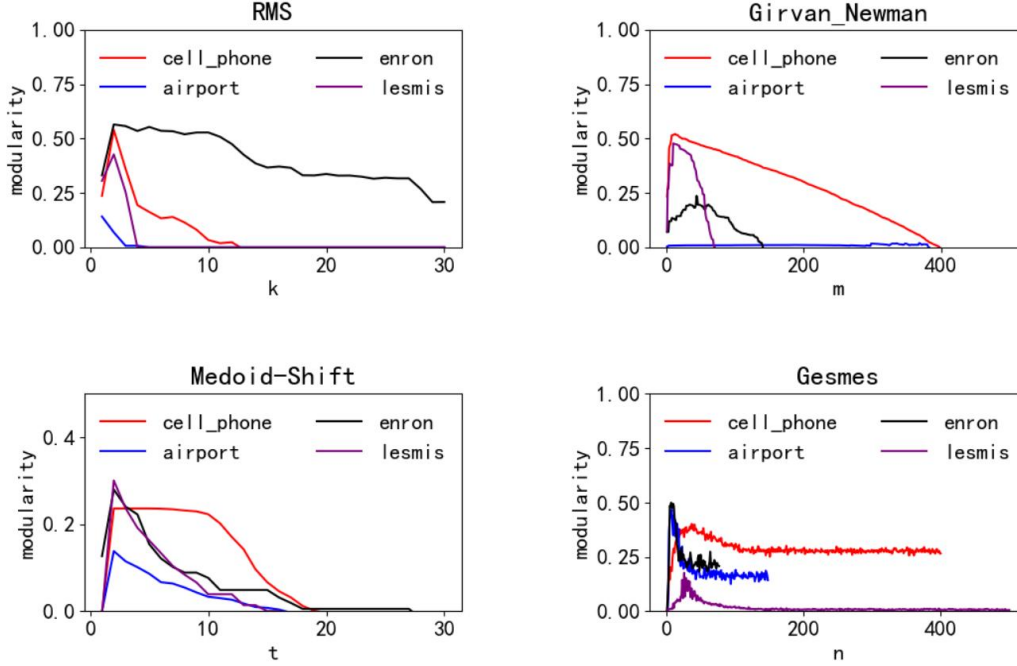 RMS
1.00
0.75
0.50
0.25
0.00
modularity
cell_phone
airport
enron
lesmis
0
10
20
30
k
Girvan_Newman
1.00
0.75
0.50
0.25
0.00
modularity
cell_phone
airport
enron
lesmis
0
200
400
m
Medoid-Shift
0.4
0.2
0.0
modularity
cell_phone
airport
enron
lesmis
0
10
20
30
t
Gesmes
1.00
0.75
0.50
0.25
0.00
modularity
cell_phone
airport
enron
lesmis
0
200
400
n